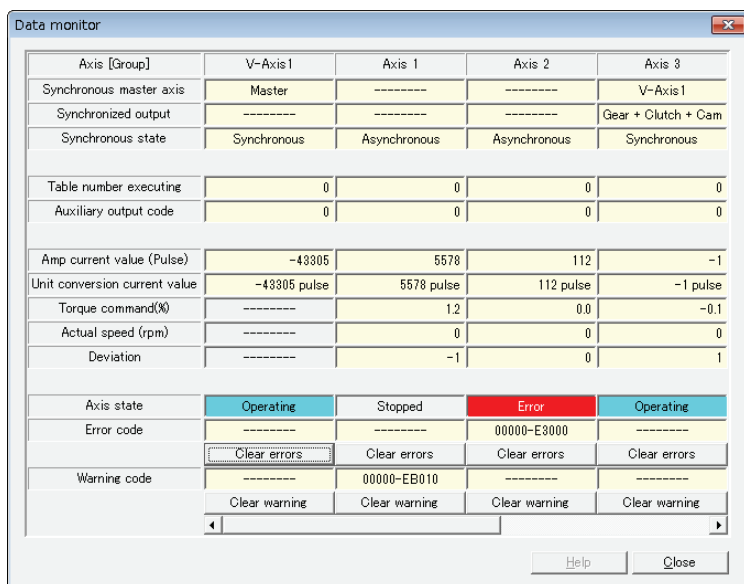 Data monitor
Axis [Group] V-Axis1 Axis 1 Axis 2 Axis 3
Synchronous master axis Master -------- -------- V-Axis1
Synchronized output -------- -------- -------- Gear + Clutch + Cam
Synchronous state Synchronous Asynchronous Asynchronous Synchronous
Table number executing 0 0 0 0
Auxiliary output code 0 0 0 0
Amp current value (Pulse) -43305 5578 112 -1
Unit conversion current value -43305 pulse 5578 pulse 112 pulse -1 pulse
Torque command(%) -------- 1.2 0.0 -0.1
Actual speed (rpm) -------- 0 0 0
Deviation -------- -1 0 1
Axis state Operating Stopped Error Operating
Error code -------- -------- 00000-E3000 --------
Clear errors Clear errors Clear errors Clear errors
Warning code -------- 00000-EB010 -------- --------
Clear warning Clear warning Clear warning Clear warning
Help Close